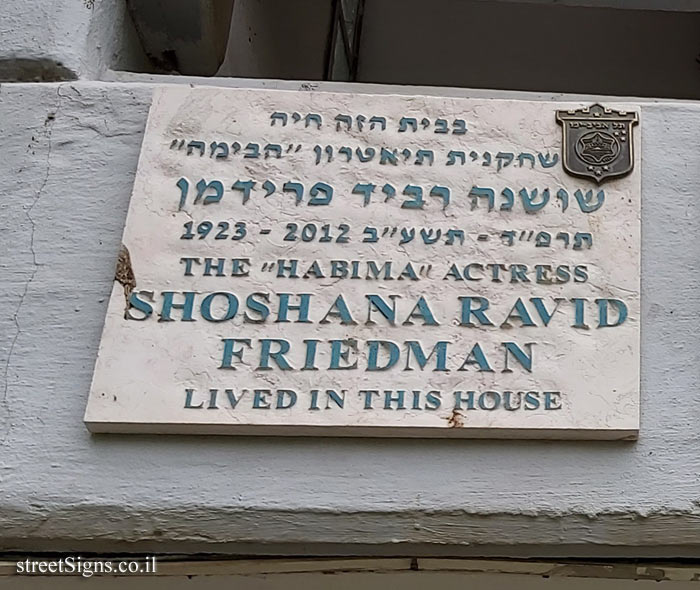 בבית הזה חיה
שחקנית תיאטרון "הבימה"
שושנה רביד פרידמן
1923 - 2012 תרפ"ד - תשע"ב
THE "HABIMA" ACTRESS
SHOSHANA RAVID
FRIEDMAN
LIVED IN THIS HOUSE
streetSigns.co.il